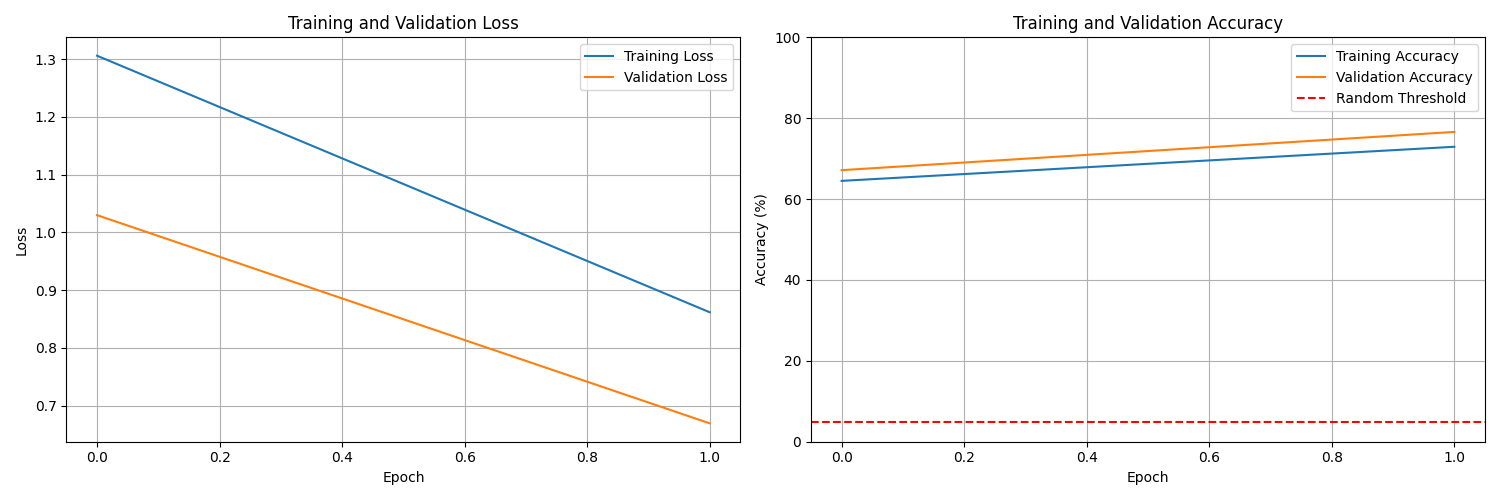 Training and Validation Loss
Training Loss
Validation Loss
1.3
1.2
1.1
1.0
0.9
0.8
0.7
Loss
0.0 0.2 0.4 0.6 0.8 1.0
Epoch
Training and Validation Accuracy
Training Accuracy
Validation Accuracy
Random Threshold
100
80
60
40
20
0
Accuracy (%)
0.0 0.2 0.4 0.6 0.8 1.0
Epoch